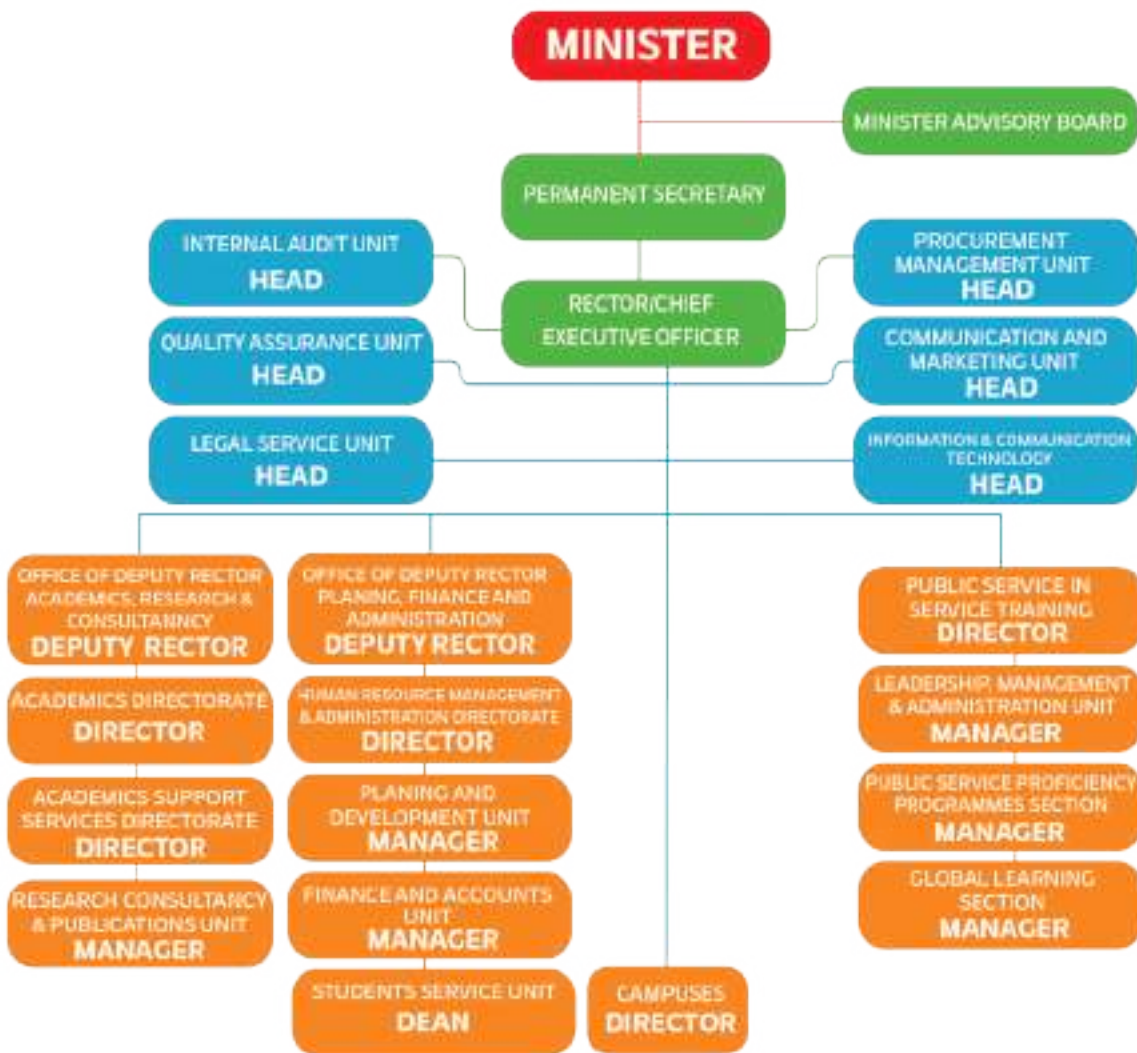 MINISTER
MINISTER ADVISORY BOARD
PERMANENT SECRETARY
INTERNAL AUDIT UNIT
HEAD
PROCUREMENT
MANAGEMENT UNIT
HEAD
RECTOR/CHIEF
EXECUTIVE OFFICER
QUALITY ASSURANCE UNIT
HEAD
COMMUNICATION AND
MARKETING UNIT
HEAD
LEGAL SERVICE UNIT
HEAD
INFORMATION & COMMUNICATION
TECHNOLOGY
HEAD
OFFICE OF DEPUTY RECTOR
ACADEMICS, RESEARCH &
CONSULTANNCY
DEPUTY RECTOR
ACADEMICS DIRECTORATE
DIRECTOR
ACADEMICS SUPPORT
SERVICES DIRECTORATE
DIRECTOR
RESEARCH CONSULTANCY
& PUBLICATIONS UNIT
MANAGER
OFFICE OF DEPUTY RECTOR
PLANING, FINANCE AND
ADMINISTRATION
DEPUTY RECTOR
HUMAN RESOURCE MANAGEMENT
& ADMINISTRATION DIRECTORATE
DIRECTOR
PLANING AND
DEVELOPMENT UNIT
MANAGER
FINANCE AND ACCOUNTS
UNIT
MANAGER
STUDENTS SERVICE UNIT
DEAN
CAMPUSES
DIRECTOR
PUBLIC SERVICE IN
SERVICE TRAINING
DIRECTOR
LEADERSHIP, MANAGEMENT
& ADMINISTRATION UNIT
MANAGER
PUBLIC SERVICE PROFICIENCY
PROGRAMMES SECTION
MANAGER
GLOBAL LEARNING
SECTION
MANAGER